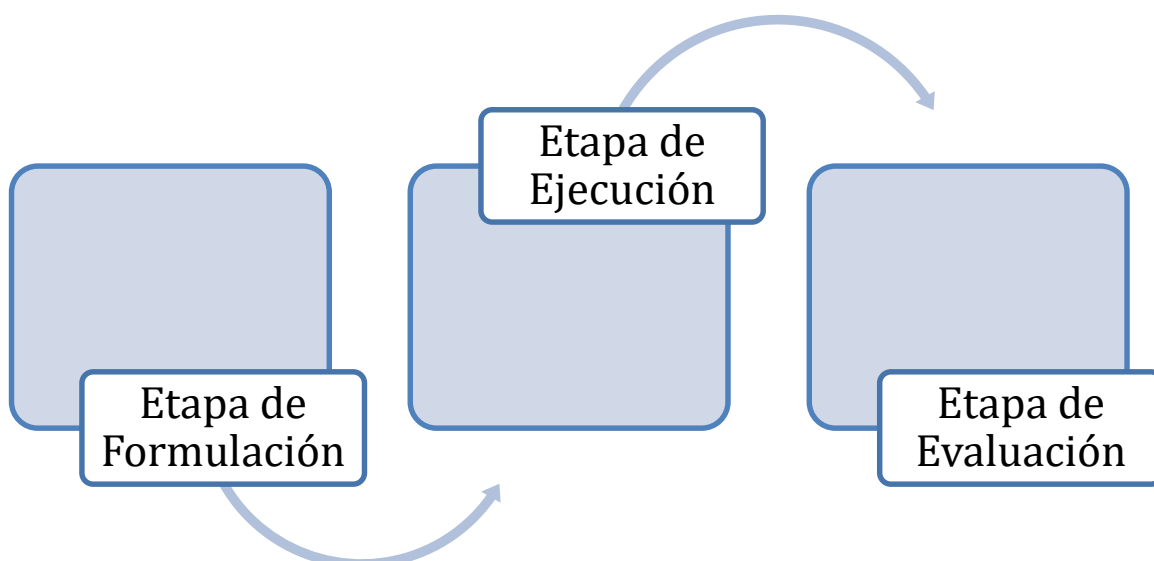 Etapa de
Formulación
Etapa de
Ejecución
Etapa de
Evaluación